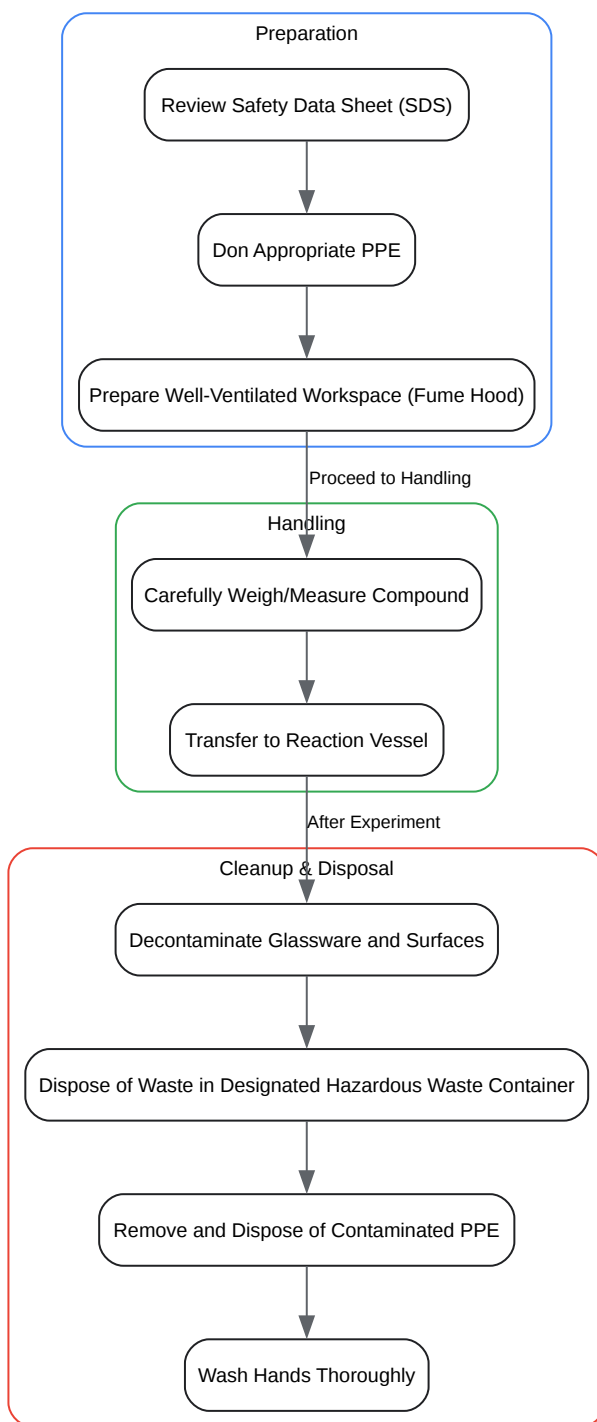 Preparation
Review Safety Data Sheet (SDS)
Don Appropriate PPE
Prepare Well-Ventilated Workspace (Fume Hood)
Proceed to Handling
Handling
Carefully Weigh/Measure Compound
Transfer to Reaction Vessel
After Experiment
Cleanup & Disposal
Decontaminate Glassware and Surfaces
Dispose of Waste in Designated Hazardous Waste Container
Remove and Dispose of Contaminated PPE
Wash Hands Thoroughly